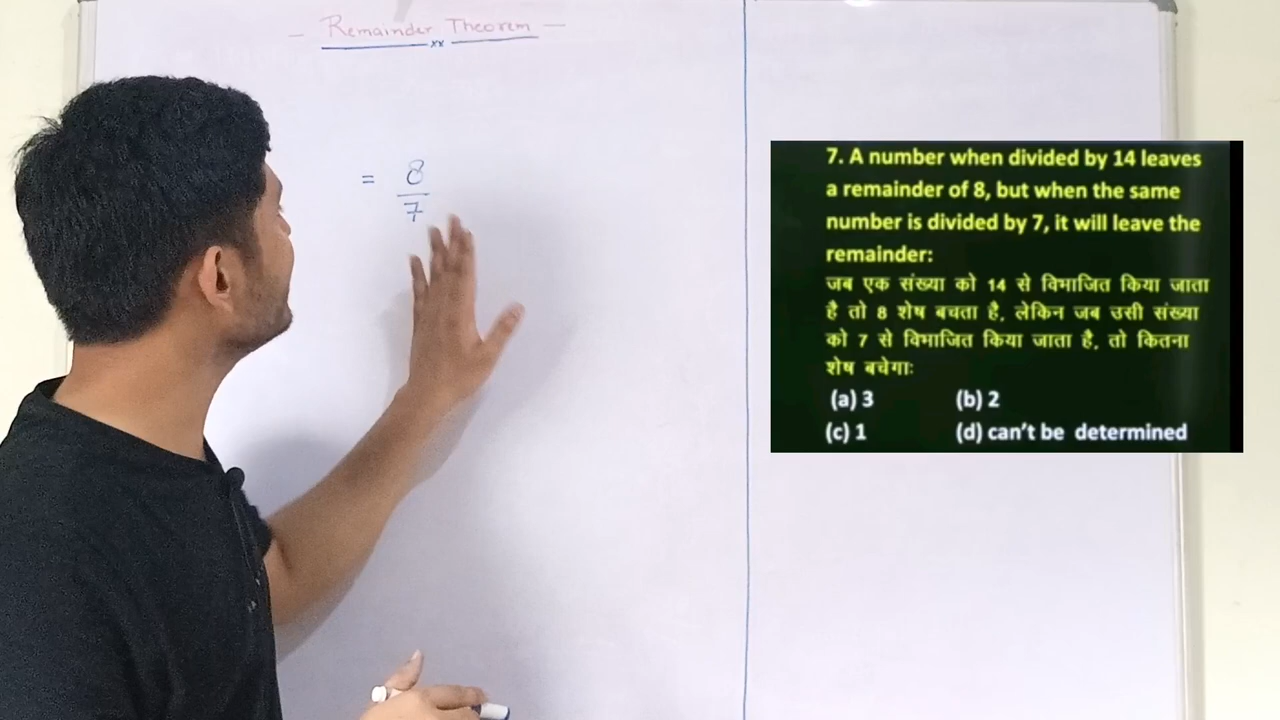 - Remainder Theorem -
xx
= 8
7
7. A number when divided by 14 leaves
a remainder of 8, but when the same
number is divided by 7, it will leave the
remainder:
जब एक संख्या को 14 से विभाजित किया जाता
है तो 8 शेष बचता है, लेकिन जब उसी संख्या
को 7 से विभाजित किया जाता है, तो कितना
शेष बचेगाः
(a) 3 (b) 2
(c) 1 (d) can't be determined